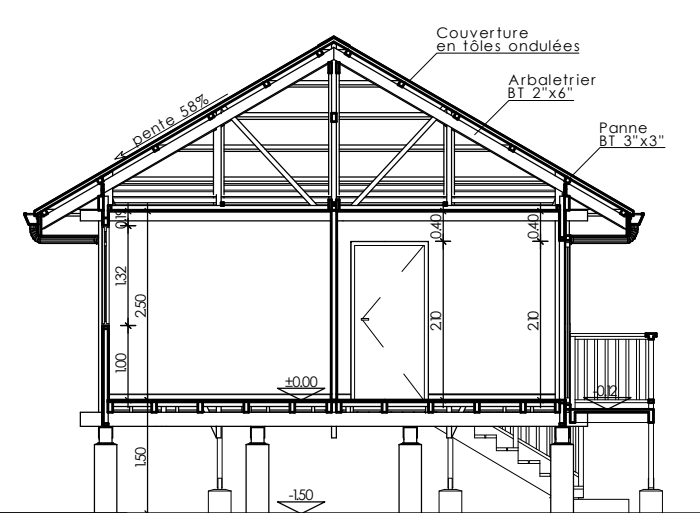 Couverture
en tôles ondulées
Arbaletrier
BT 2"x6"
Panne
BT 3"x3"
pente 58%
0.19
0.40
0.40
1.32
2.50
2.10
2.10
1.00
±0.00
-0.12
1.50
-1.50